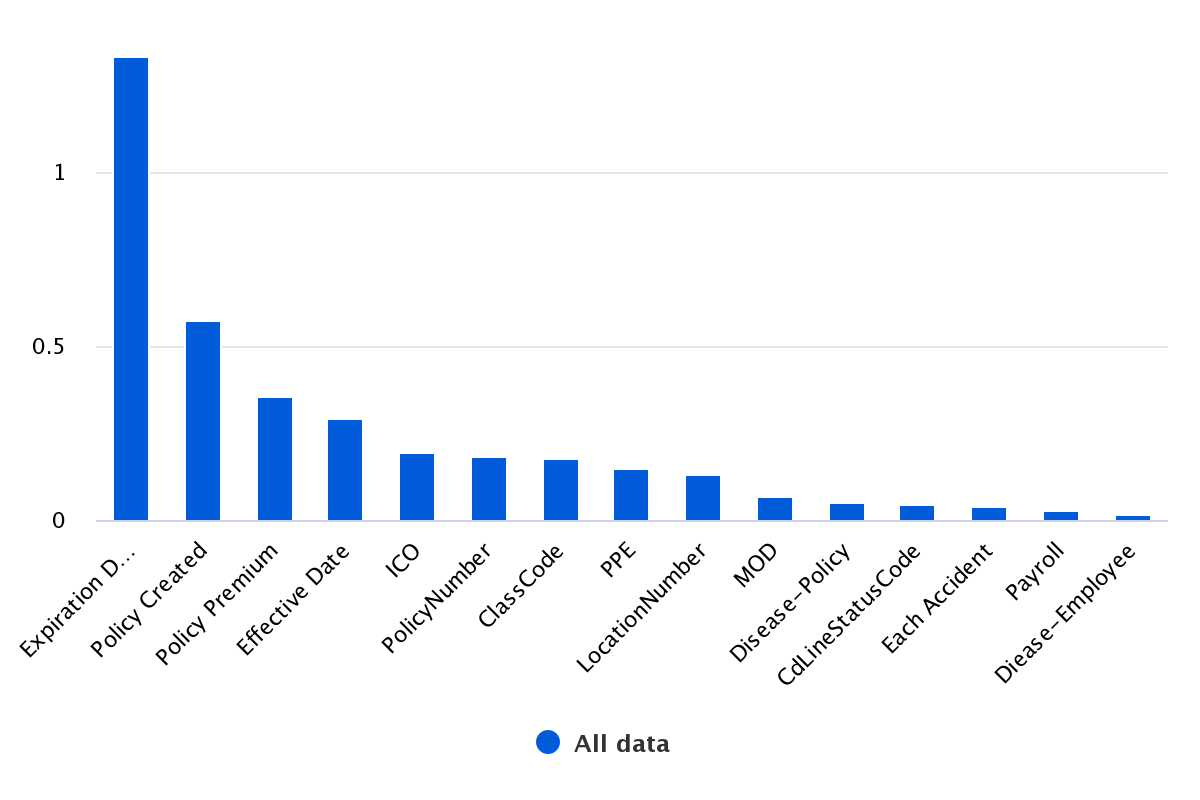 1
0.5
0
Expiration D...
Policy Created
Policy Premium
Effective Date
ICO
PolicyNumber
ClassCode
PPE
LocationNumber
MOD
Disease-Policy
CdLineStatusCode
Each Accident
Payroll
Diease-Employee
All data